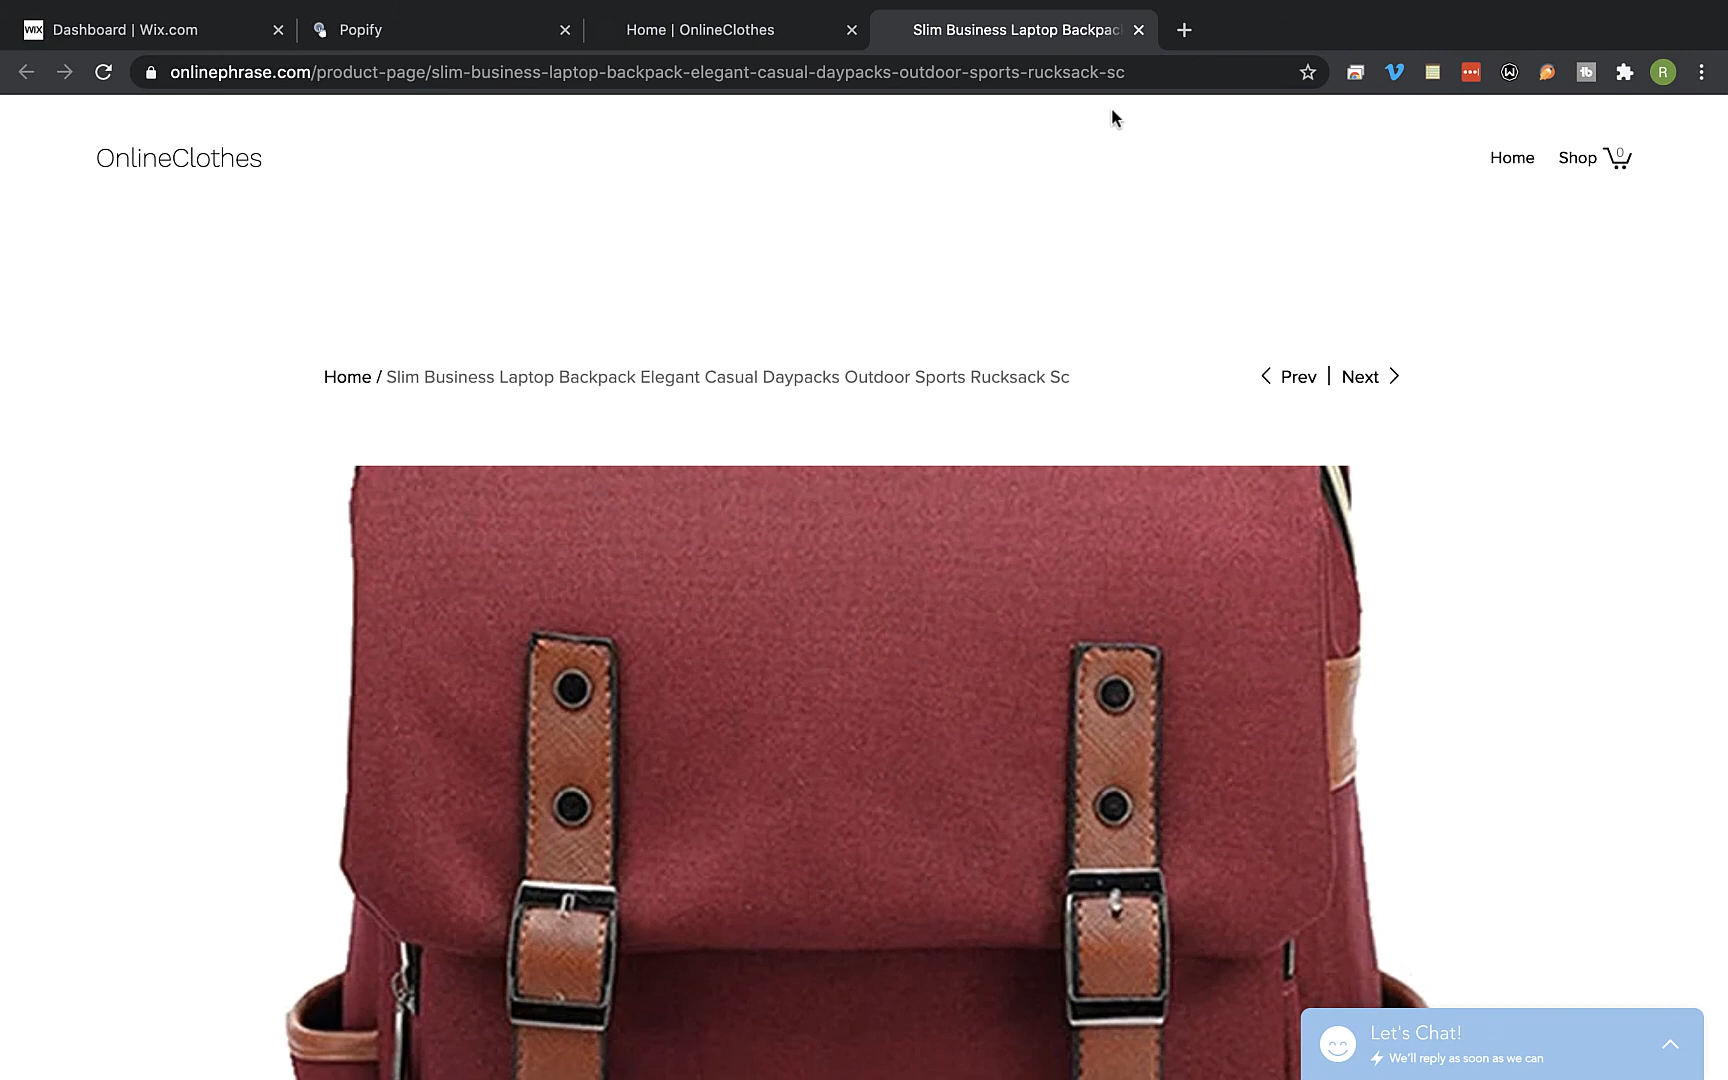 WIX Dashboard | Wix.com
Popify
Home | OnlineClothes
Slim Business Laptop Backpac
onlinephrase.com/product-page/slim-business-laptop-backpack-elegant-casual-daypacks-outdoor-sports-rucksack-sc
tb
R
OnlineClothes
Home
Shop
0
Home / Slim Business Laptop Backpack Elegant Casual Daypacks Outdoor Sports Rucksack Sc
Prev | Next
Let's Chat!
We'll reply as soon as we can